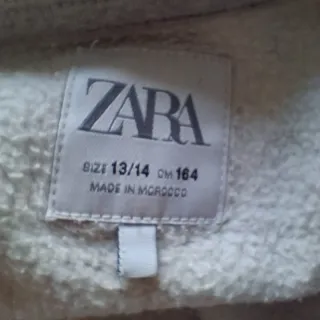 ZARA
SIZE 13/14 CM 164
MADE IN MOROCCO